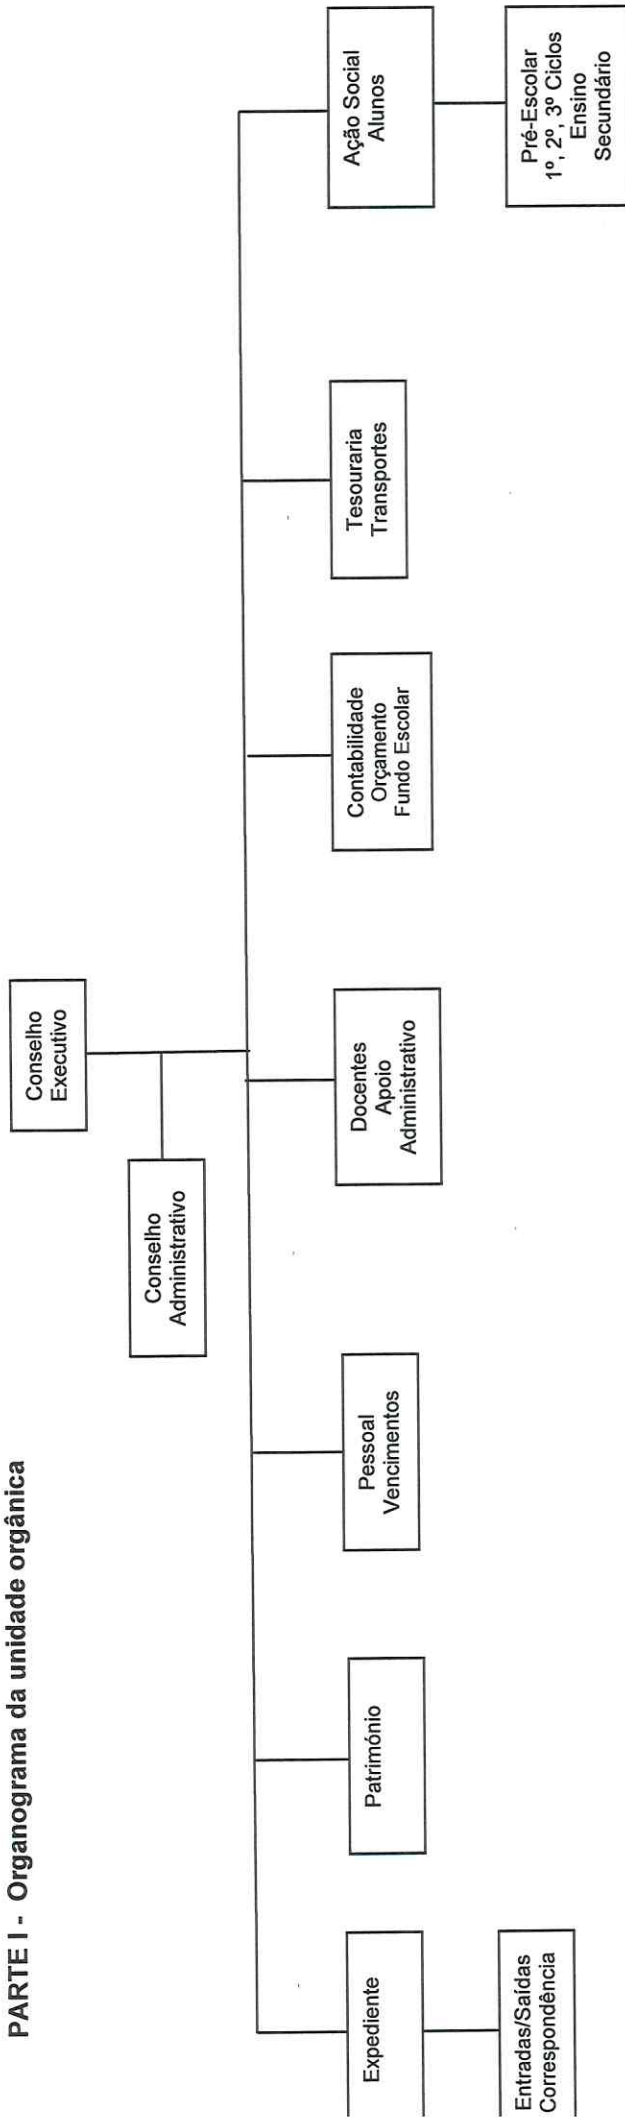 PARTE I - Organograma da unidade orgânica
Conselho
Executivo
Conselho
Administrativo
Expediente
Património
Pessoal
Vencimentos
Docentes
Apoio
Administrativo
Contabilidade
Orçamento
Fundo Escolar
Tesouraria
Transportes
Ação Social
Alunos
Entradas/Saídas
Correspondência
Pré-Escolar
1º, 2º, 3º Ciclos
Ensino
Secundário